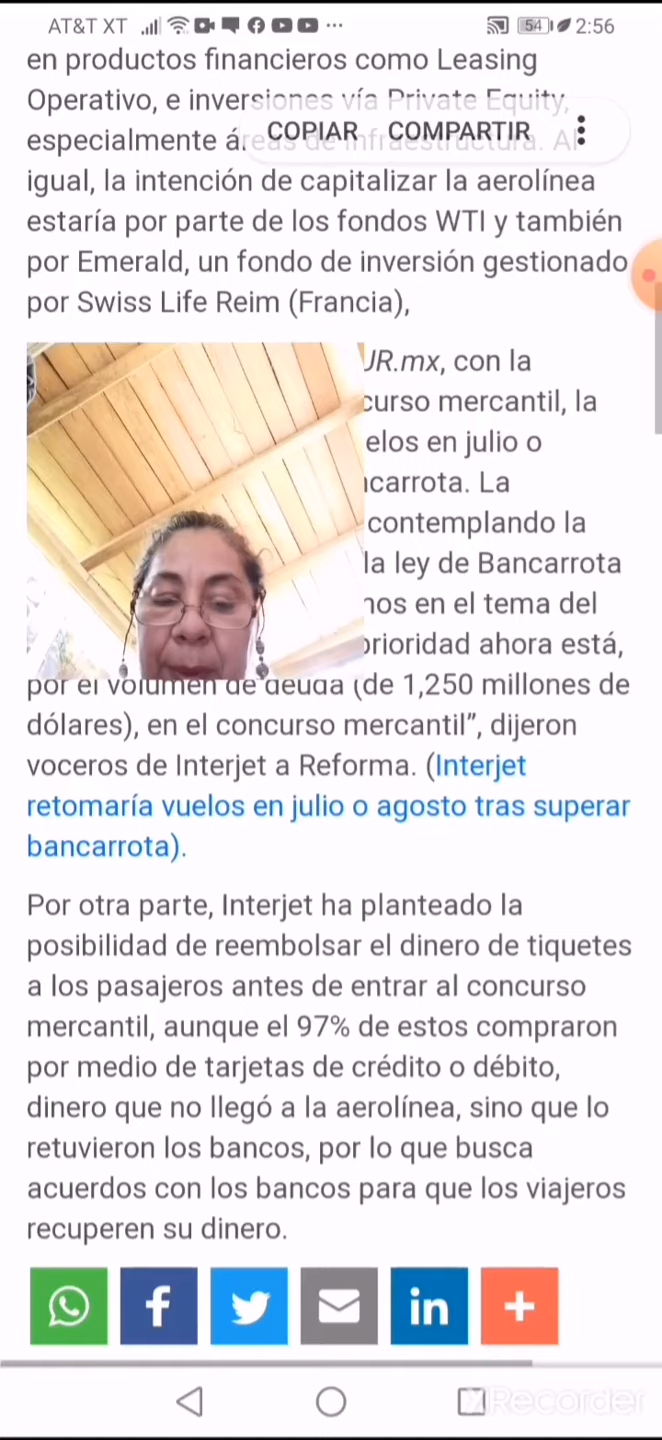 AT&T XT 54 2:56
en productos financieros como Leasing
Operativo, e inversiones vía Private Equity,
especialmente áreas de infraestructura. Al
COPIAR COMPARTIR
igual, la intención de capitalizar la aerolínea
estaría por parte de los fondos WTI y también
por Emerald, un fondo de inversión gestionado
por Swiss Life Reim (Francia),
UR.mx, con la
curso mercantil, la
elos en julio o
ncarrota. La
contemplando la
la ley de Bancarrota
nos en el tema del
prioridad ahora está,
por el volumen de deuda (de 1,250 millones de
dólares), en el concurso mercantil”, dijeron
voceros de Interjet a Reforma. (Interjet
retomaría vuelos en julio o agosto tras superar
bancarrota).
Por otra parte, Interjet ha planteado la
posibilidad de reembolsar el dinero de tiquetes
a los pasajeros antes de entrar al concurso
mercantil, aunque el 97% de estos compraron
por medio de tarjetas de crédito o débito,
dinero que no llegó a la aerolínea, sino que lo
retuvieron los bancos, por lo que busca
acuerdos con los bancos para que los viajeros
recuperen su dinero.
f in +
XRecorder